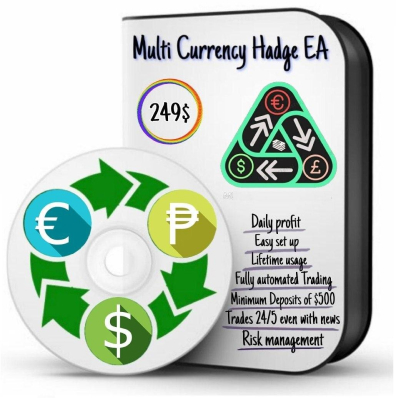 Multi Currency Hadge EA
249$
€
$
£
€
₱
$
Daily profit
Easy set up
Lifetime usage
Fully automated Trading
Minimum Deposits of $500
Trades 24/5 even with news
Risk management